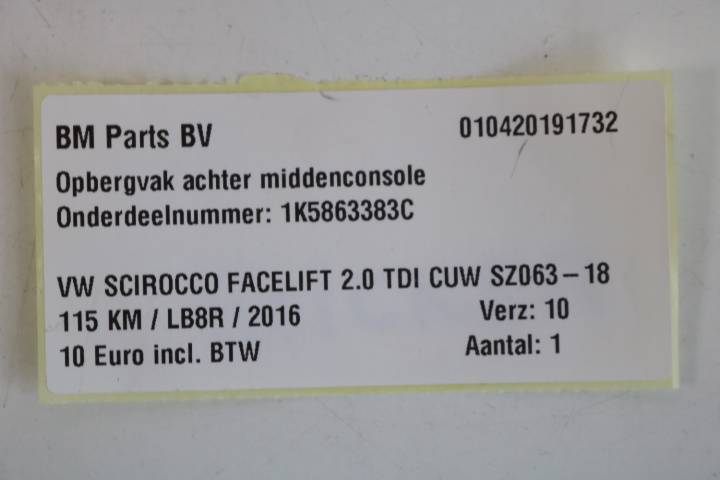 BM Parts BV 010420191732
Opbergvak achter middenconsole
Onderdeelnummer: 1K5863383C
VW SCIROCCO FACELIFT 2.0 TDI CUW SZ063-18
115 KM / LB8R / 2016 Verz: 10
10 Euro incl. BTW Aantal: 1